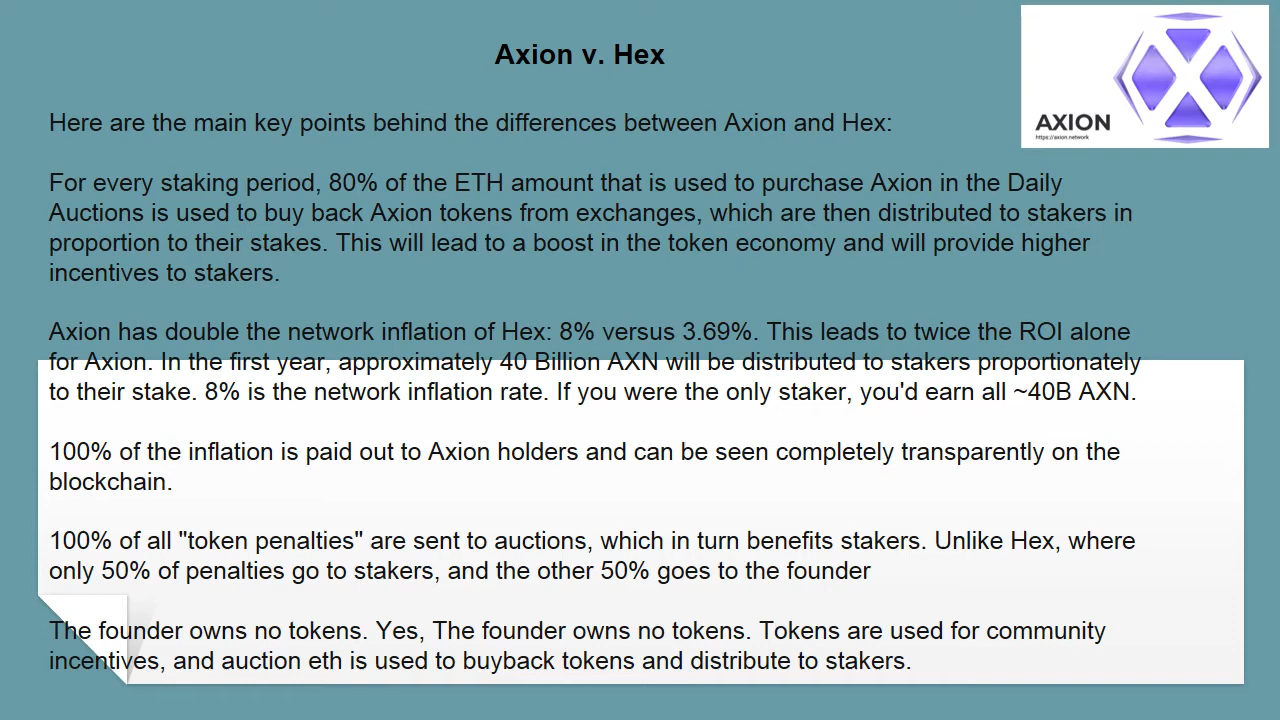 Axion v. Hex
AXION
https://axion.network
Here are the main key points behind the differences between Axion and Hex:
For every staking period, 80% of the ETH amount that is used to purchase Axion in the Daily
Auctions is used to buy back Axion tokens from exchanges, which are then distributed to stakers in
proportion to their stakes. This will lead to a boost in the token economy and will provide higher
incentives to stakers.
Axion has double the network inflation of Hex: 8% versus 3.69%. This leads to twice the ROI alone
for Axion. In the first year, approximately 40 Billion AXN will be distributed to stakers proportionately
to their stake. 8% is the network inflation rate. If you were the only staker, you'd earn all ~40B AXN.
100% of the inflation is paid out to Axion holders and can be seen completely transparently on the
blockchain.
100% of all "token penalties" are sent to auctions, which in turn benefits stakers. Unlike Hex, where
only 50% of penalties go to stakers, and the other 50% goes to the founder
The founder owns no tokens. Yes, The founder owns no tokens. Tokens are used for community
incentives, and auction eth is used to buyback tokens and distribute to stakers.